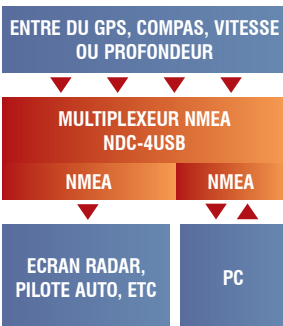 ENTRE DU GPS, COMPAS, VITESSE
OU PROFONDEUR
MULTIPLEXEUR NMEA
NDC-4USB
NMEA
NMEA
ECRAN RADAR,
PILOTE AUTO, ETC
PC